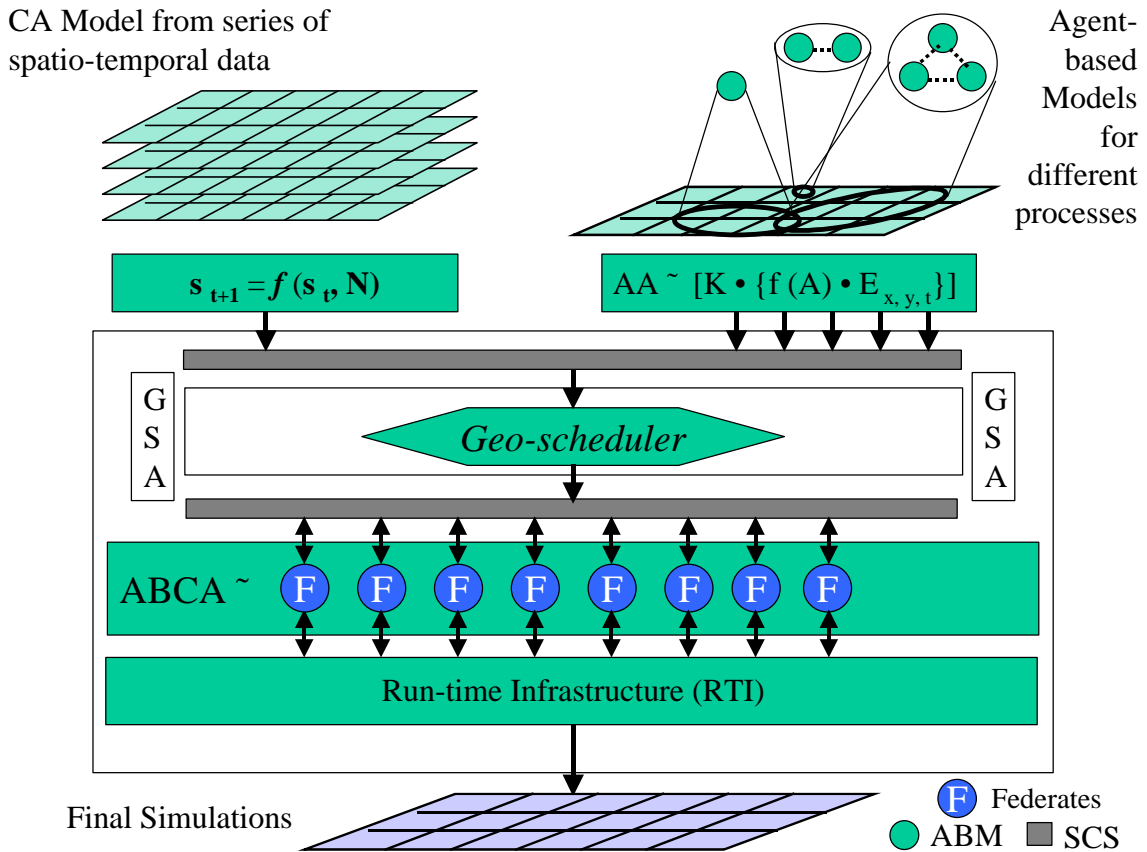 CA Model from series of
spatio-temporal data
Agent-
based
Models
for
different
processes
s t+1 = f (s t, N)
AA ~ [K • {f (A) • E x, y, t}]
G
S
A
Geo-scheduler
G
S
A
ABCA ~
F F F F F F F F
Run-time Infrastructure (RTI)
Final Simulations
F Federates
ABM SCS